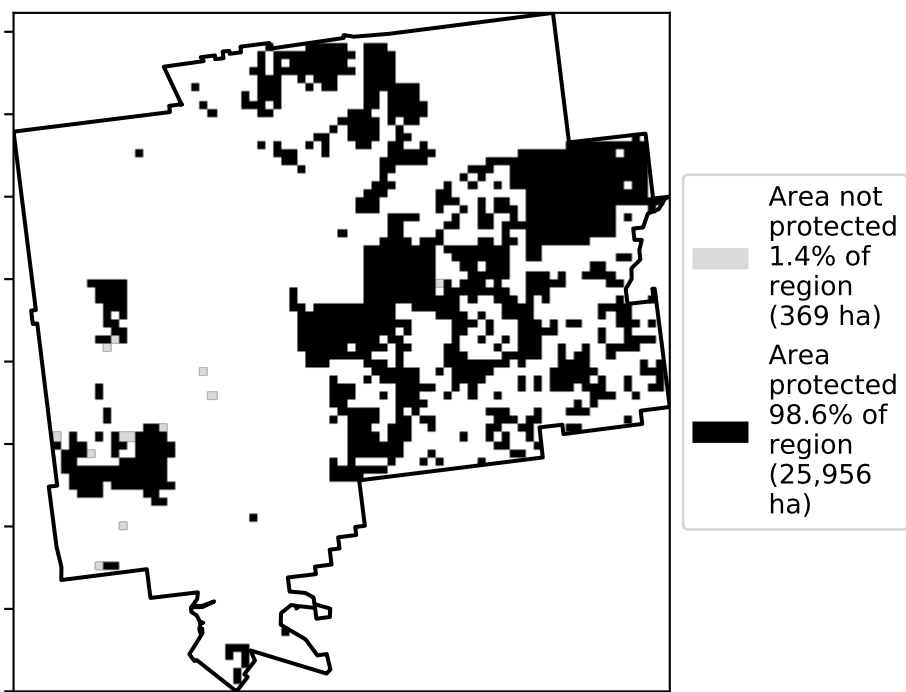 Area not
protected
1.4% of
region
(369 ha)
Area
protected
98.6% of
region
(25,956
ha)